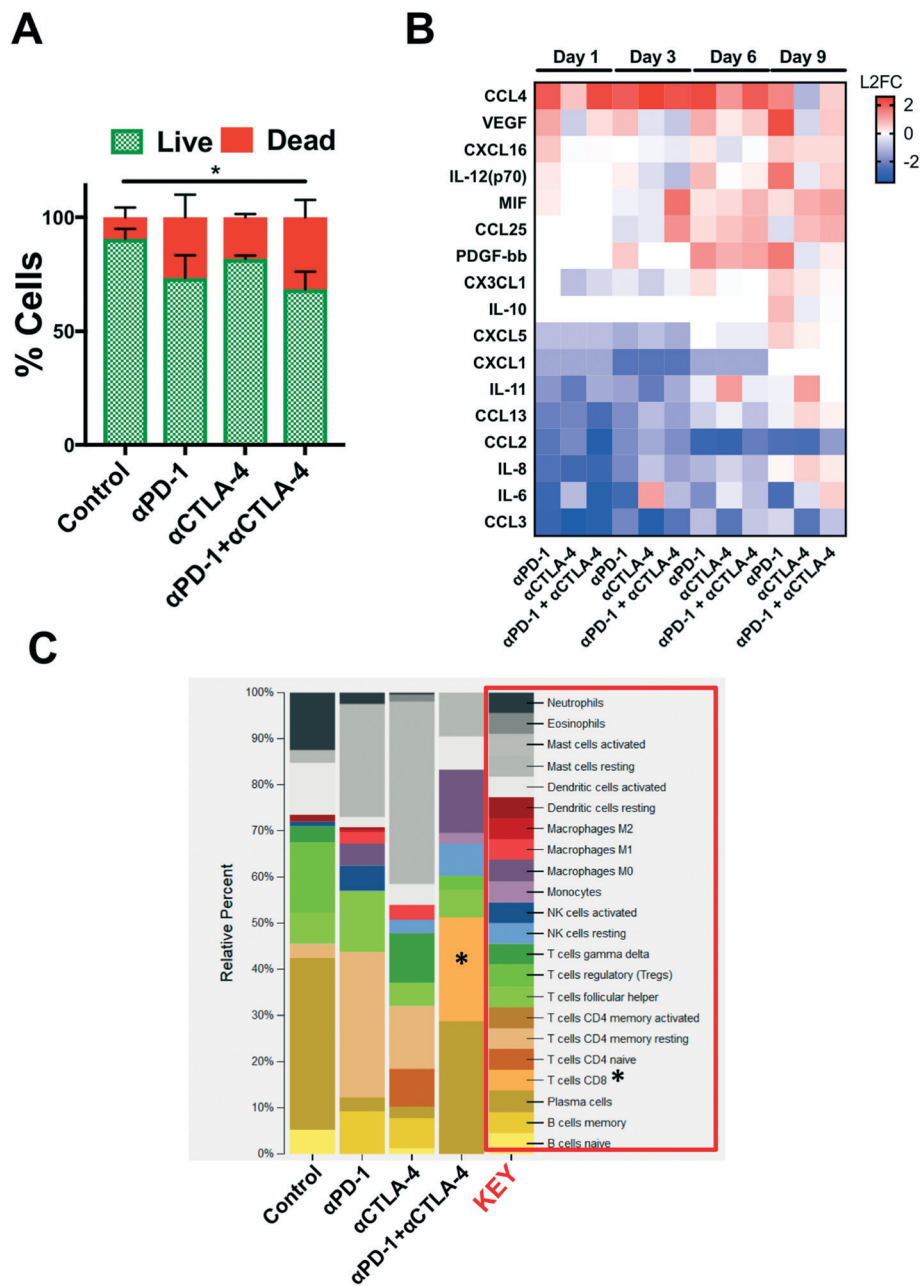 A
Live Dead
*
% Cells
100
50
0
Control
αPD-1
αCTLA-4
αPD-1+αCTLA-4
B
Day 1 Day 3 Day 6 Day 9
L2FC
2
0
-2
CCL4
VEGF
CXCL16
IL-12(p70)
MIF
CCL25
PDGF-bb
CX3CL1
IL-10
CXCL5
CXCL1
IL-11
CCL13
CCL2
IL-8
IL-6
CCL3
αPD-1
αCTLA-4
αPD-1 + αCTLA-4
αPD-1
αCTLA-4
αPD-1 + αCTLA-4
αPD-1
αCTLA-4
αPD-1 + αCTLA-4
αPD-1
αCTLA-4
αPD-1 + αCTLA-4
C
Relative Percent
100%
90%
80%
70%
60%
50%
40%
30%
20%
10%
0%
*
Neutrophils
Eosinophils
Mast cells activated
Mast cells resting
Dendritic cells activated
Dendritic cells resting
Macrophages M2
Macrophages M1
Macrophages M0
Monocytes
NK cells activated
NK cells resting
T cells gamma delta
T cells regulatory (Tregs)
T cells follicular helper
T cells CD4 memory activated
T cells CD4 memory resting
T cells CD4 naive
T cells CD8 *
Plasma cells
B cells memory
B cells naive
Control
αPD-1
αCTLA-4
αPD-1+αCTLA-4
KEY